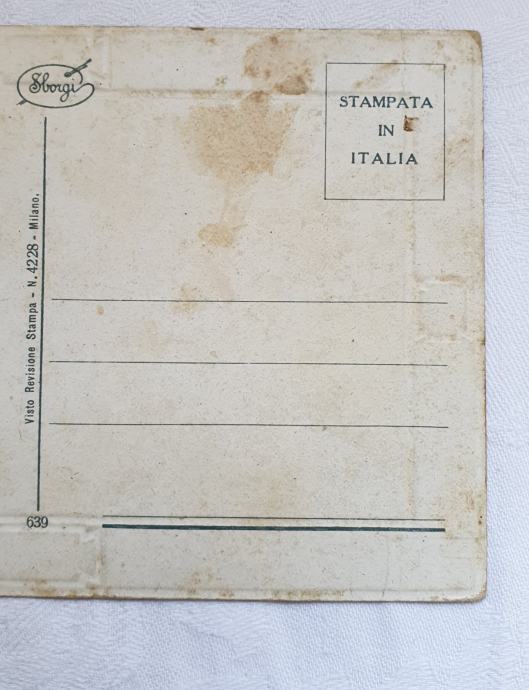 Sborgi
STAMPATA
IN
ITALIA
Visto Revisione Stampa - N. 4228 - Milano.
639